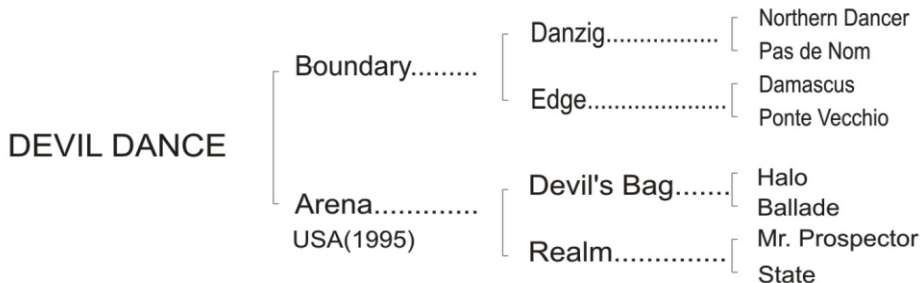 DEVIL DANCE
Boundary.........
Danzig.................
Northern Dancer
Pas de Nom
Edge.....................
Damascus
Ponte Vecchio
Arena.............
USA(1995)
Devil's Bag.......
Halo
Ballade
Realm..............
Mr. Prospector
State